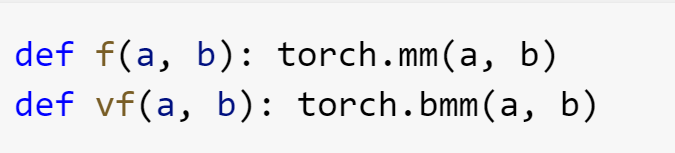 def f(a, b): torch.mm(a, b)
def vf(a, b): torch.bmm(a, b)